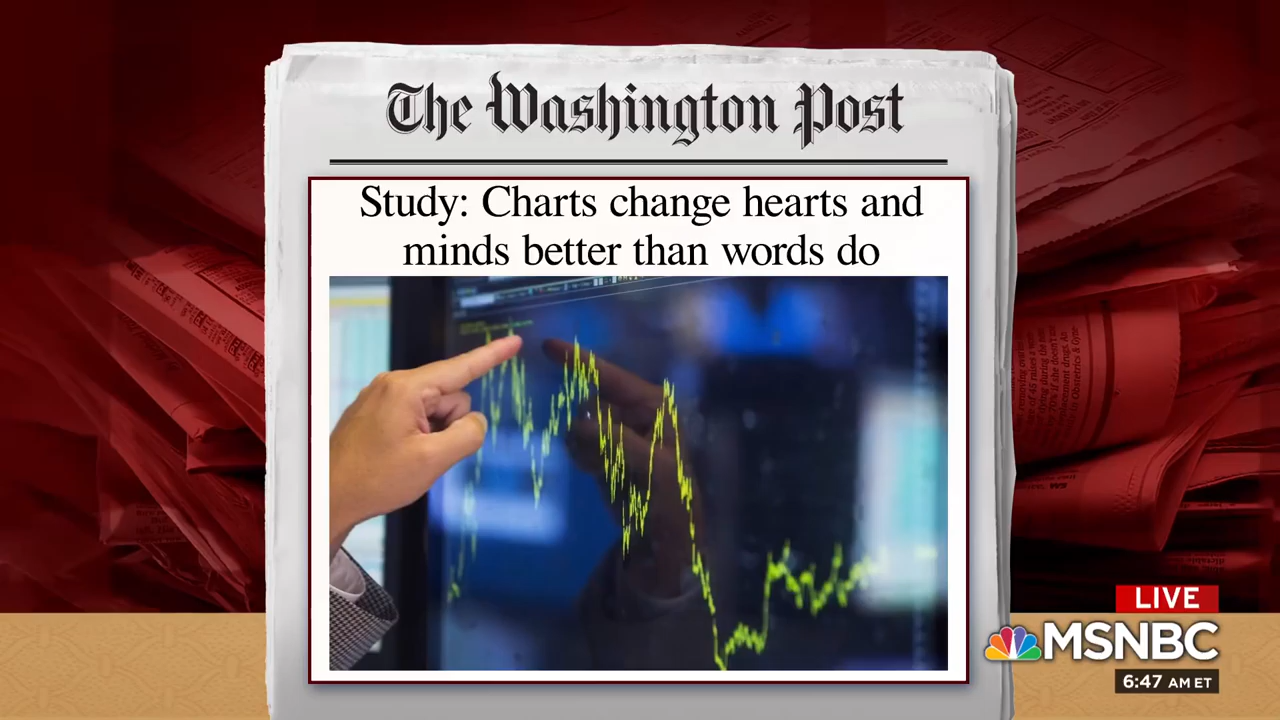 The Washington Post
Study: Charts change hearts and
minds better than words do
LIVE
MSNBC
6:47 AM ET